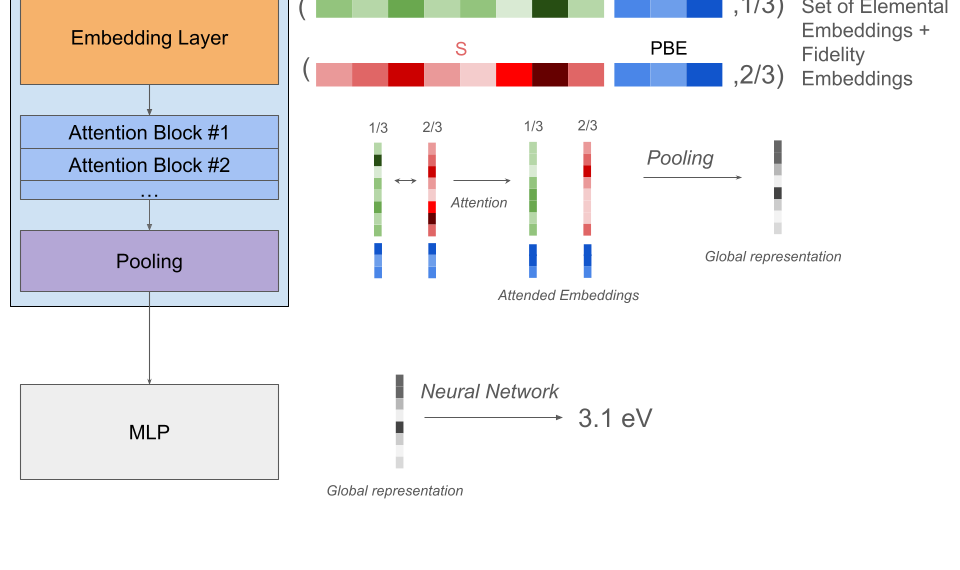 ( ,1/3)
Set of Elemental
Embeddings +
Fidelity
Embeddings
Embedding Layer
S
PBE
( ,2/3)
Attention Block #1
Attention Block #2
...
1/3
2/3
Attention
1/3
2/3
Pooling
Attended Embeddings
Global representation
Pooling
MLP
Neural Network
3.1 eV
Global representation